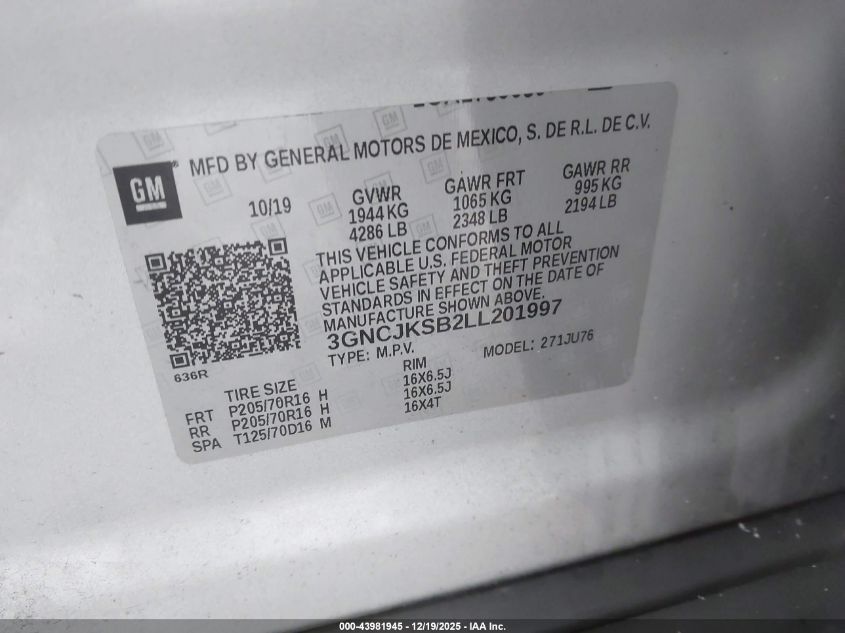 MFD BY GENERAL MOTORS DE MEXICO, S. DE R.L. DE C.V.
GM
10/19
GVWR
1944 KG
4286 LB
GAWR FRT
1065 KG
2348 LB
GAWR RR
995 KG
2194 LB
THIS VEHICLE CONFORMS TO ALL
APPLICABLE U.S. FEDERAL MOTOR
VEHICLE SAFETY AND THEFT PREVENTION
STANDARDS IN EFFECT ON THE DATE OF
MANUFACTURE SHOWN ABOVE.
3GNCJKSB2LL201997
TYPE: M.P.V. MODEL: 271JU76
636R
TIRE SIZE RIM
FRT P205/70R16 H 16X6.5J
RR P205/70R16 H 16X6.5J
SPA T125/70D16 M 16X4T
000-43981945 - 12/19/2025 - IAA Inc.